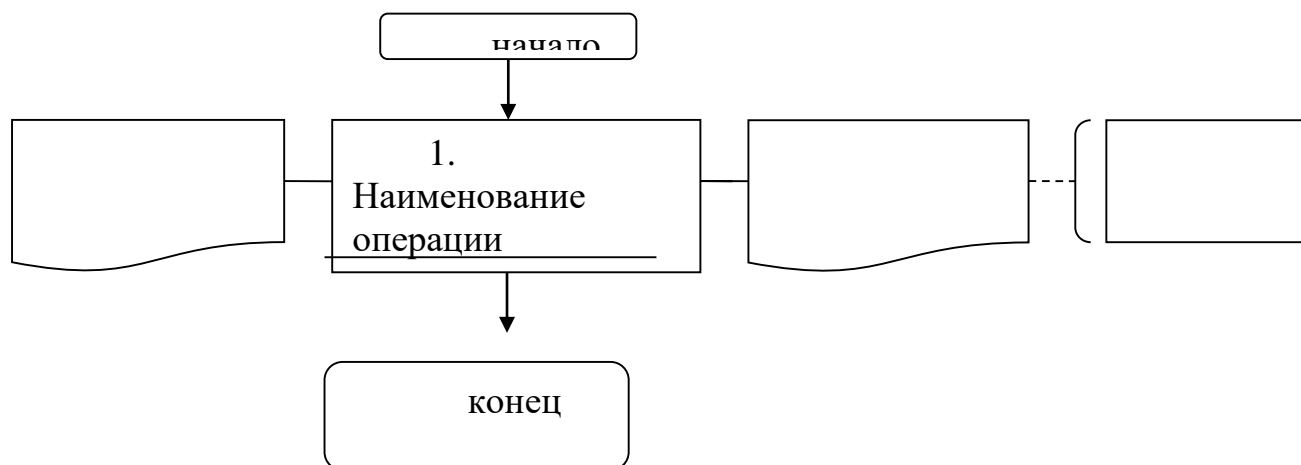 начало
1.
Наименование
операции
конец